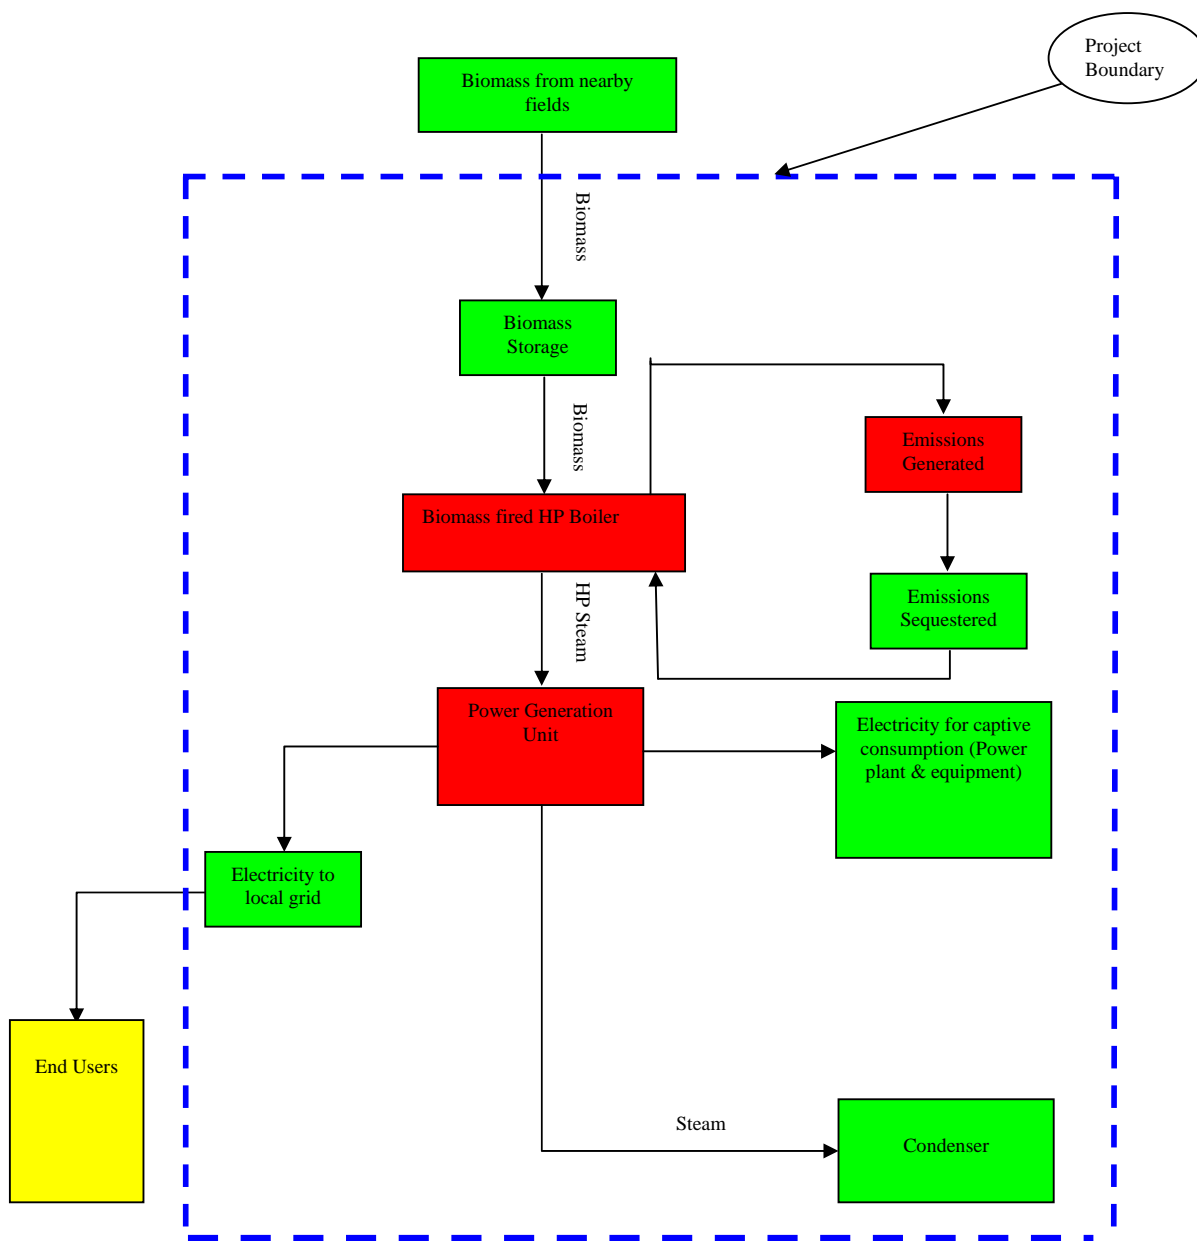 Project
Boundary
Biomass from nearby
fields
Biomass
Biomass
Storage
Biomass
Emissions
Generated
Biomass fired HP Boiler
HP Steam
Emissions
Sequestered
Power Generation
Unit
Electricity for captive
consumption (Power
plant & equipment)
Electricity to
local grid
End Users
Steam
Condenser